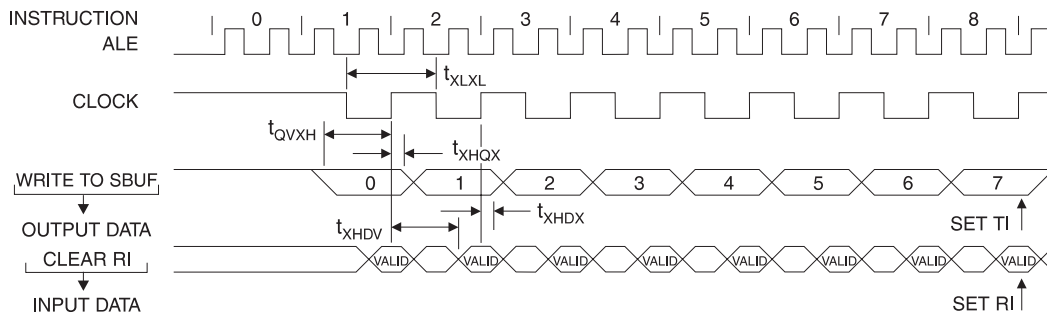 INSTRUCTION 0 1 2 3 4 5 6 7 8
ALE
tXLXL
CLOCK
tQVXH
tXHQX
WRITE TO SBUF
0 1 2 3 4 5 6 7
tXHDV
tXHDX
SET TI
OUTPUT DATA
CLEAR RI
VALID VALID VALID VALID VALID VALID VALID VALID
SET RI
INPUT DATA